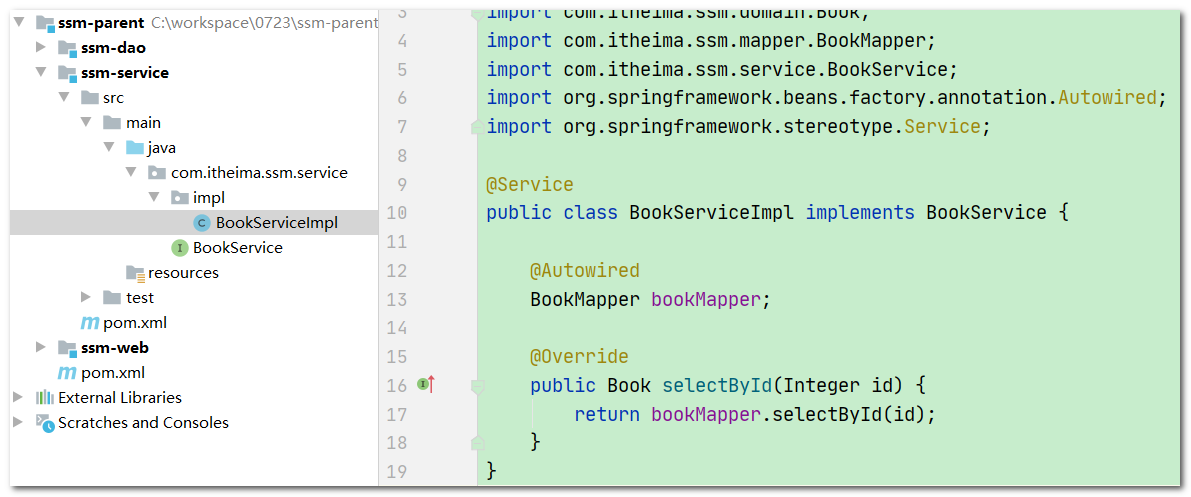 ssm-parent C:\workspace\0723\ssm-parent
ssm-dao
ssm-service
src
main
java
com.itheima.ssm.service
impl
C BookServiceImpl
I BookService
resources
test
m pom.xml
ssm-web
m pom.xml
External Libraries
Scratches and Consoles
3 import com.itheima.ssm.domain.Book;
4 import com.itheima.ssm.mapper.BookMapper;
5 import com.itheima.ssm.service.BookService;
6 import org.springframework.beans.factory.annotation.Autowired;
7 import org.springframework.stereotype.Service;
8
9 @Service
10 public class BookServiceImpl implements BookService {
11
12 @Autowired
13 BookMapper bookMapper;
14
15 @Override
16 I public Book selectById(Integer id) {
17 return bookMapper.selectById(id);
18 }
19 }